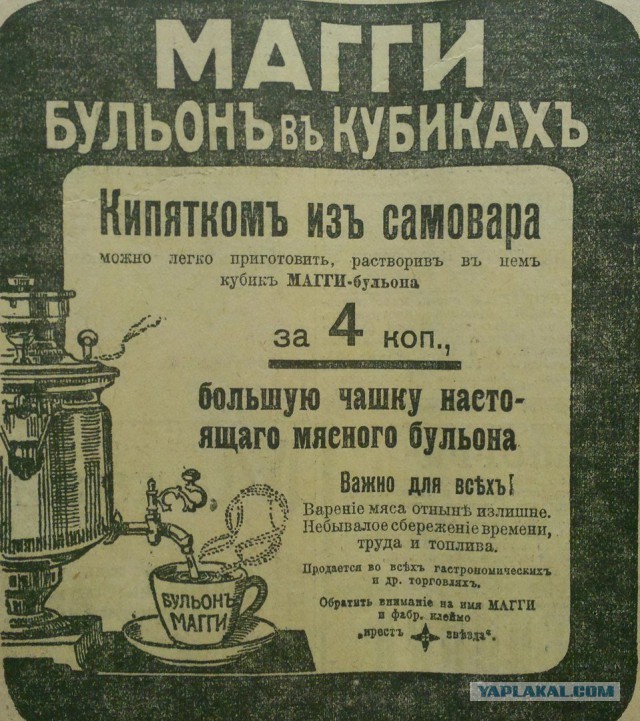 МАГГИ
БУЛЬОНЪ ВЪ КУБИКАХЪ
Кипяткомъ изъ самовара
можно легко приготовить, растворивъ въ немъ
кубикъ МАГГИ-бульона
за 4 коп.,
большую чашку насто-
ящаго мясного бульона
Важно для всѣхъ!
Вареніе мяса отнынѣ излишне.
Небывалое сбереженіе времени,
труда и топлива.
Продается во всѣхъ гастрономическихъ
и др. торговляхъ.
Обратить вниманіе на имя МАГГИ
и фабр. клеймо
„крестъ звѣзда".
БУЛЬОНЪ
МАГГИ
YAPLAKAL.COM